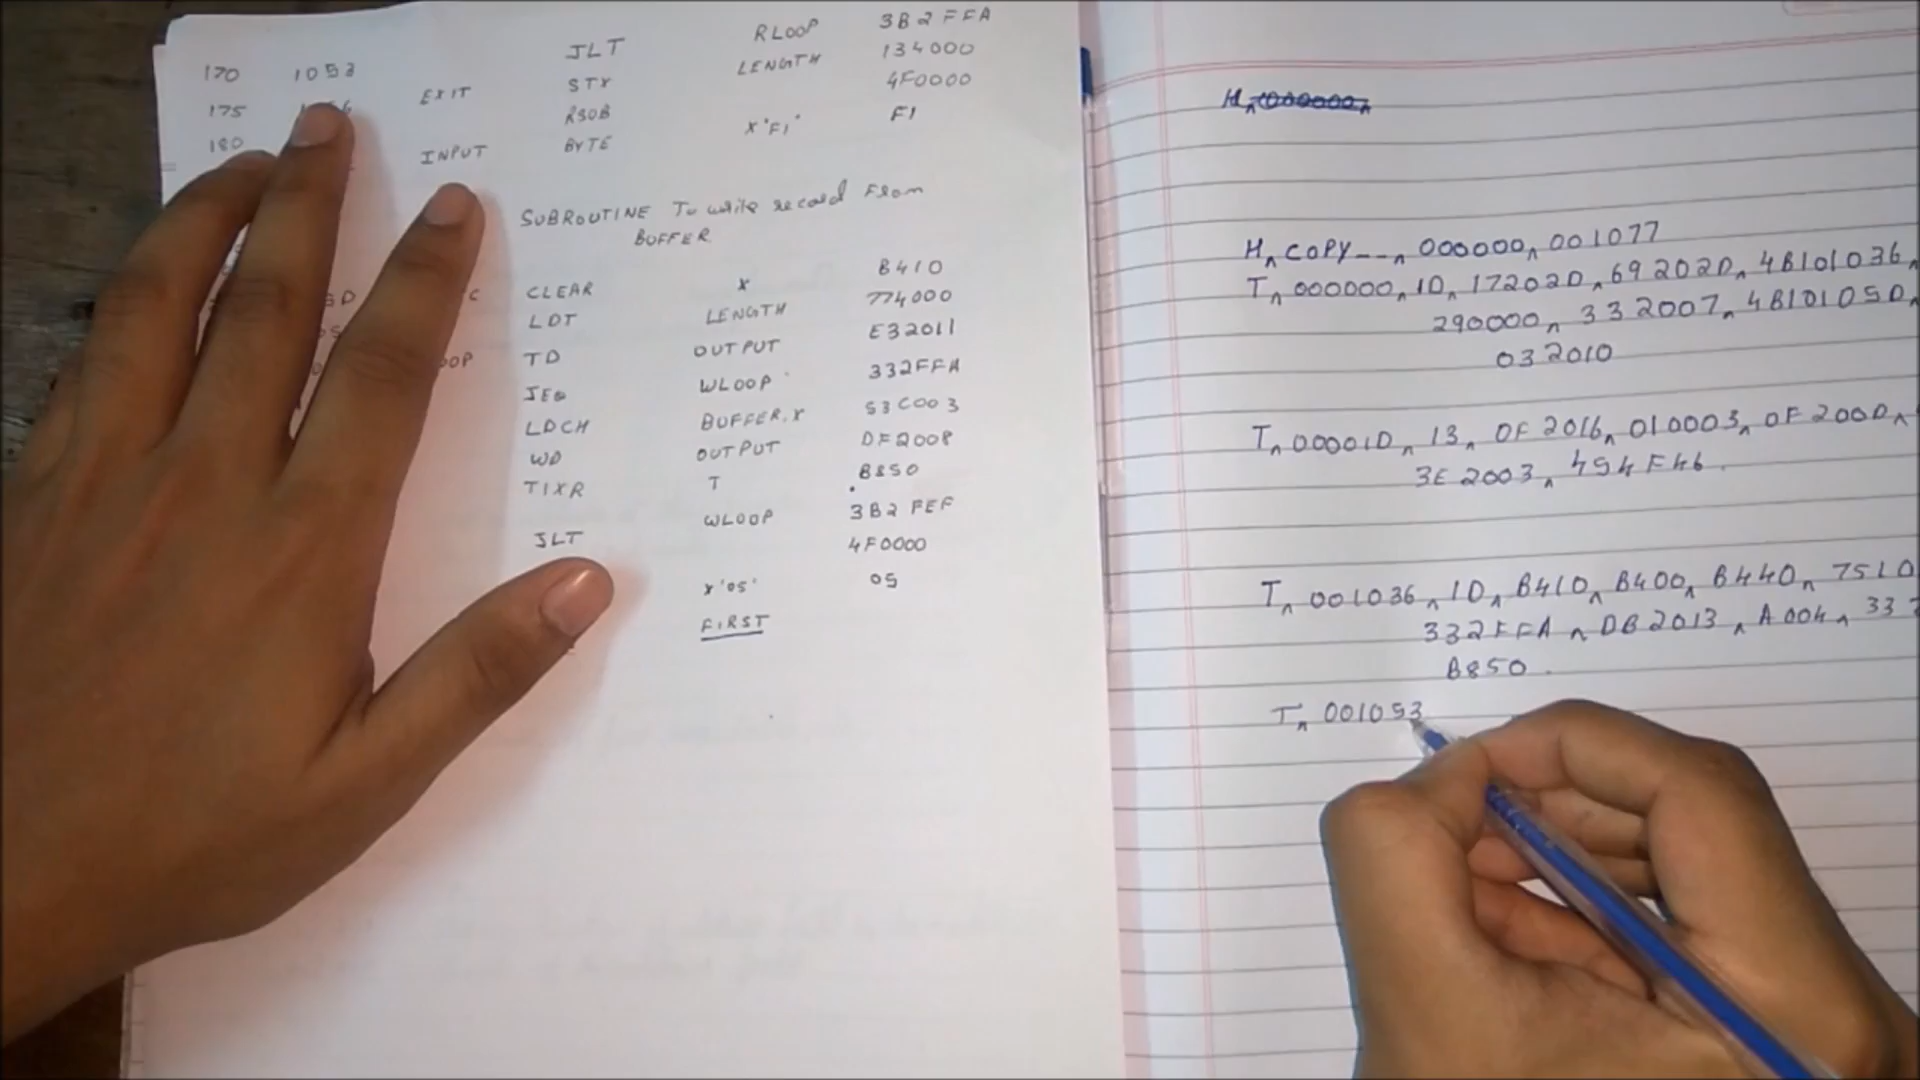 170 1053 JLT RLOOP 3B2FFA
175 EXIT STX LENGTH 134000
RSUB 4F0000
180 INPUT BYTE X'F1' F1
SUBROUTINE To write record From
BUFFER
CLEAR X B410
LDT LENGTH 774000
TD OUTPUT E32011
JEQ WLOOP 332FFA
LDCH BUFFER,X 53C003
WD OUTPUT DF2008
TIXR T B850
JLT WLOOP 3B2FEF
4F0000
X'05' 05
FIRST
H^000000^
H^COPY--^000000^001077
T^000000^1D^17202D^69202D^4B101036^
290000^332007^4B10105D^
032010
T^00001D^13^0F2016^010003^0F200D^
3E2003^454F46.
T^001036^1D^B410^B400^B440^7510
332FFA^DB2013^A004^33
B850.
T^001053